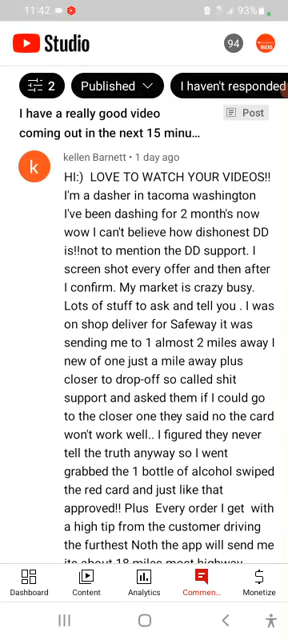 11:42
93%
Studio
94
2
Published
I haven't responded
I have a really good video
coming out in the next 15 minu...
Post
k
kellen Barnett • 1 day ago
HI:)  LOVE TO WATCH YOUR VIDEOS!!
I'm a dasher in tacoma washington
I've been dashing for 2 month's now
wow I can't believe how dishonest DD
is!!not to mention the DD support. I
screen shot every offer and then after
I confirm. My market is crazy busy.
Lots of stuff to ask and tell you . I was
on shop deliver for Safeway it was
sending me to 1 almost 2 miles away I
new of one just a mile away plus
closer to drop-off so called shit
support and asked them if I could go
to the closer one they said no the card
won't work well.. I figured they never
tell the truth anyway so I went
grabbed the 1 bottle of alcohol swiped
the red card and just like that
approved!! Plus  Every order I get  with
a high tip from the customer driving
the furthest Noth the app will send me
its about 18 miles most highway
Dashboard
Content
Analytics
Commen...
Monetize